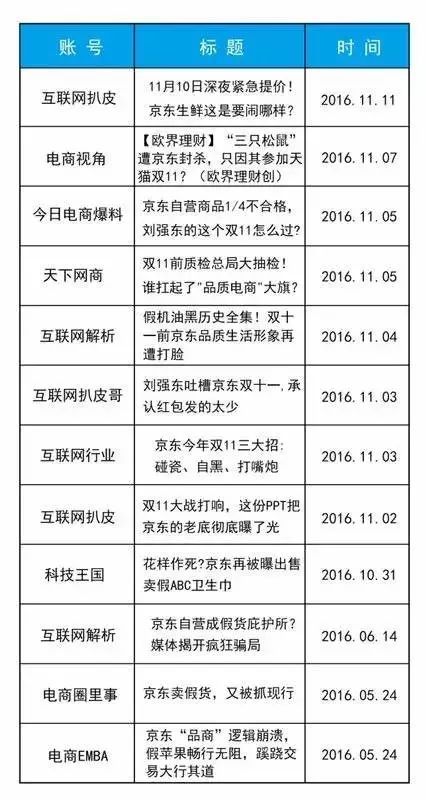 账号 标题 时间
互联网扒皮 11月10日深夜紧急提价！
京东生鲜这是要闹哪样？ 2016.11.11
电商视角 【欧界理财】“三只松鼠”
遭京东封杀，只因其参加天
猫双11？（欧界理财创） 2016.11.07
今日电商爆料 京东自营商品1/4不合格，
刘强东的这个双11怎么过？ 2016.11.05
天下网商 双11前质检总局大抽检！
谁扛起了"品质电商"大旗？ 2016.11.05
互联网解析 假机油黑历史全集！双十
一前京东品质生活形象再
遭打脸 2016.11.04
互联网扒皮哥 刘强东吐槽京东双十一，承
认红包发的太少 2016.11.03
互联网行业 京东今年双11三大招：
碰瓷、自黑、打嘴炮 2016.11.03
互联网扒皮 双11大战打响，这份PPT把
京东的老底彻底曝了光 2016.11.02
科技王国 花样作死?京东再被曝出售
卖假ABC卫生巾 2016.10.31
互联网解析 京东自营成假货庇护所？
媒体揭开疯狂骗局 2016.06.14
电商圈里事 京东卖假货，又被抓现行 2016.05.24
电商EMBA 京东“品商”逻辑崩溃，
假苹果畅行无阻，蹊跷交
易大行其道 2016.05.24